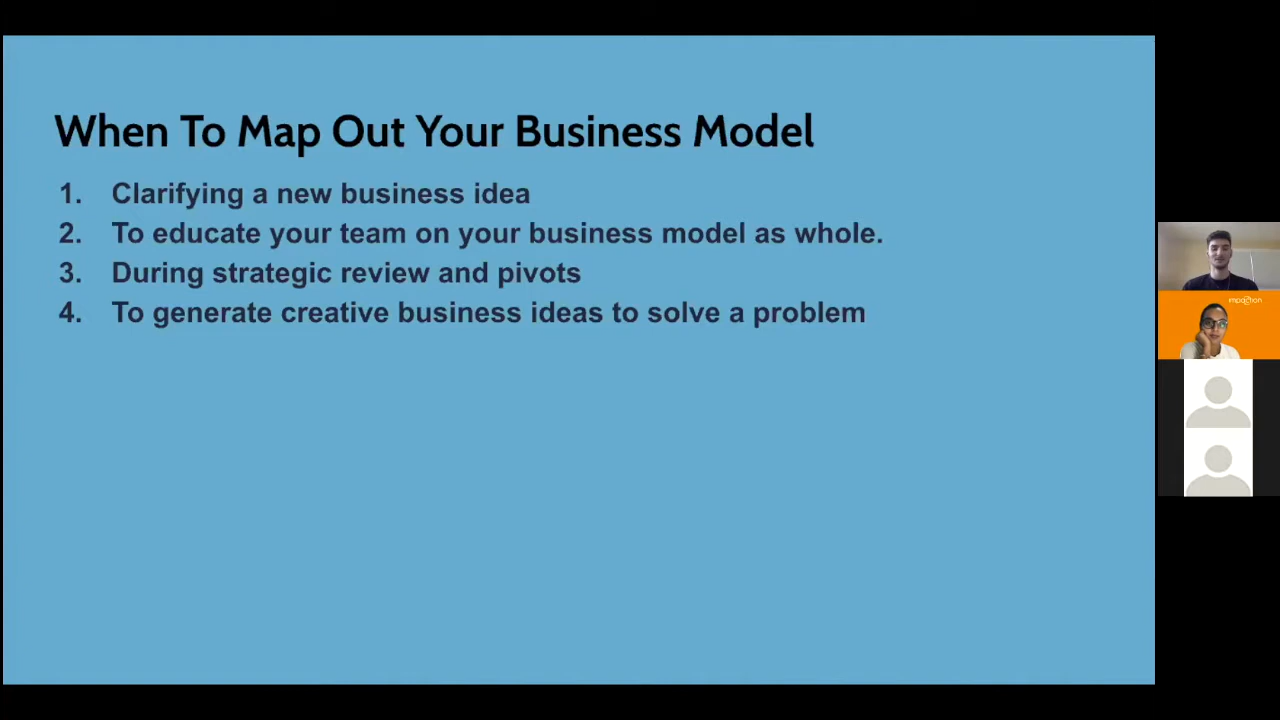 When To Map Out Your Business Model
1. Clarifying a new business idea
2. To educate your team on your business model as whole.
3. During strategic review and pivots
4. To generate creative business ideas to solve a problem